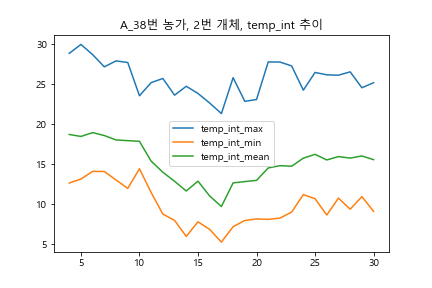 A_38번 농가, 2번 개체, temp_int 추이
30
25
20
15
10
5
temp_int_max
temp_int_min
temp_int_mean
5 10 15 20 25 30